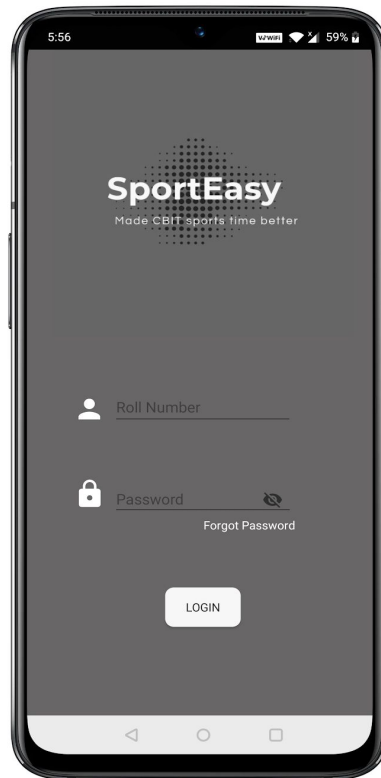 5:56
VoWiFi
x
59%
SportEasy
Made CBIT sports time better
Roll Number
Password
Forgot Password
LOGIN